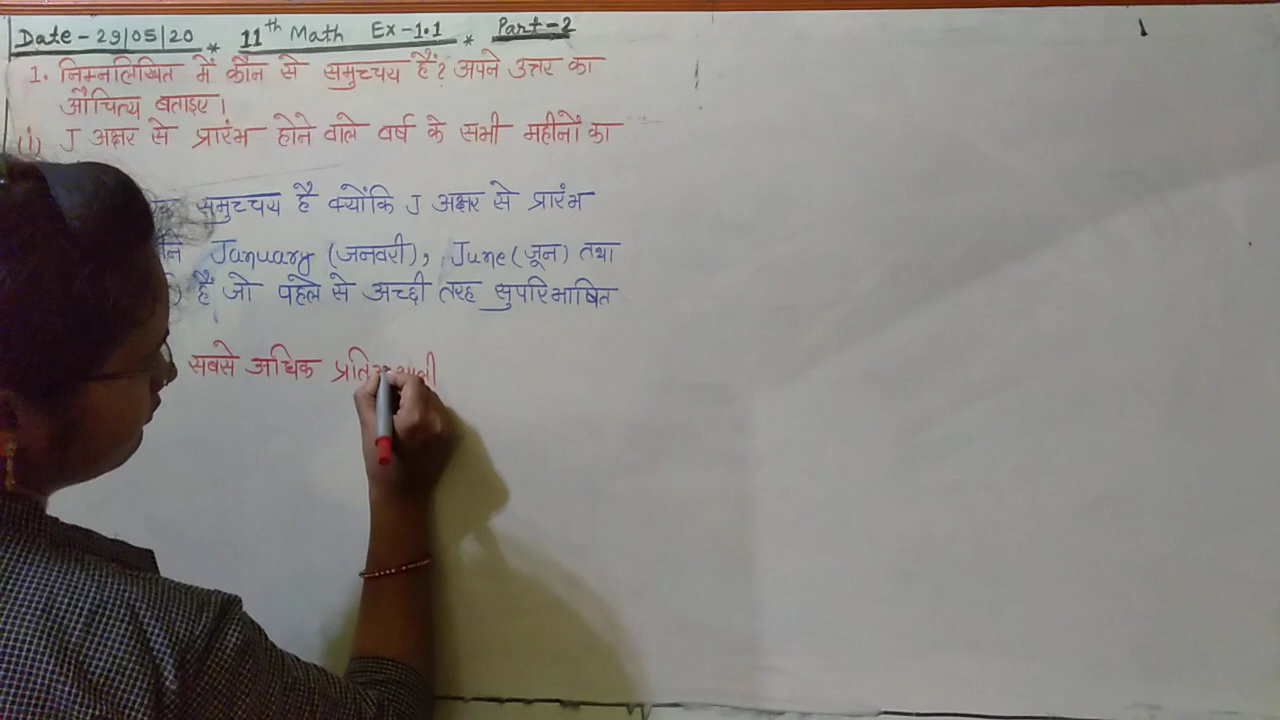 Date - 29/05/20 * 11th Math Ex-1.1 * Part-2
1. निम्नलिखित में कौन से समुच्चय हैं? अपने उत्तर का
औचित्य बताइए।
(i) J अक्षर से प्रारंभ होने वाले वर्ष के सभी महीनों का
समुच्चय है क्योंकि J अक्षर से प्रारंभ
January (जनवरी), June (जून) तथा
हैं जो पहले से अच्छी तरह सुपरिभाषित
सबसे अधिक